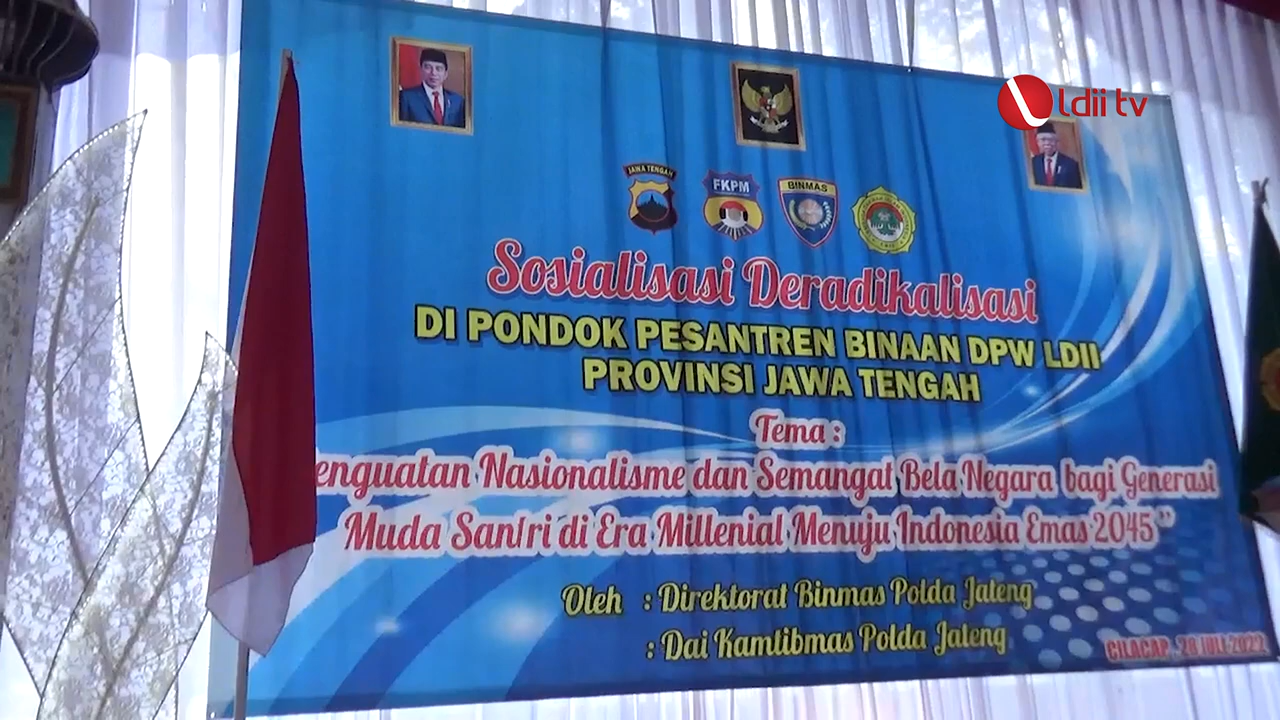 Ldii tv
JAWA TENGAH
FKPM
BINMAS
Sosialisasi Deradikalisasi
DI PONDOK PESANTREN BINAAN DPW LDII
PROVINSI JAWA TENGAH
Tema :
enguatan Nasionalisme dan Semangat Bela Negara bagi Generasi
Muda Santri di Era Millenial Menuju Indonesia Emas 2045"
Oleh : Direktorat Binmas Polda Jateng
: Dai Kamtibmas Polda Jateng
CILACAP, 28 JULI 2022